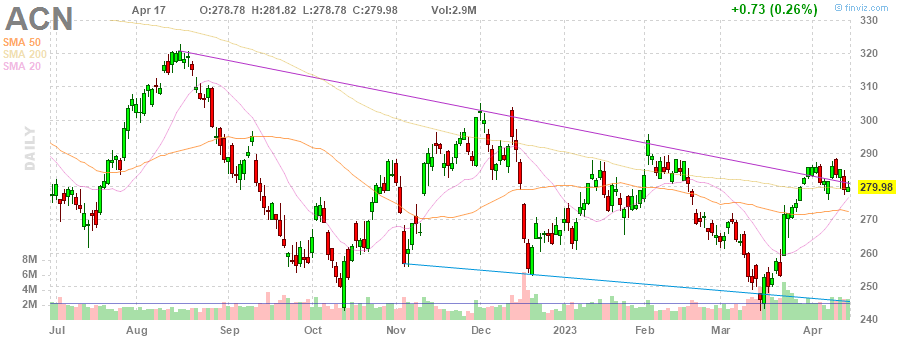 ACN Apr 17 O:278.78 H:281.82 L:278.78 C:279.98 Vol:2.9M +0.73 (0.26%)
© finviz.com
SMA 50
SMA 200
SMA 20
DAILY
330
320
310
300
290
280
279.98
270
260
250
240
8M
6M
4M
2M
Jul Aug Sep Oct Nov Dec 2023 Feb Mar Apr